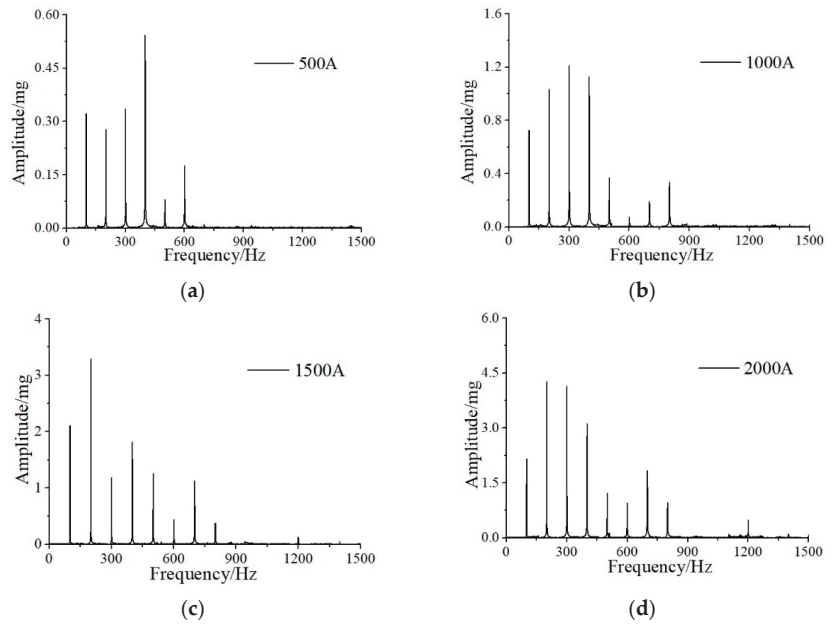 0.60
0.45
0.30
0.15
0.00
Amplitude/mg
500A
0 300 600 900 1200 1500
Frequency/Hz
(a)
1.6
1.2
0.8
0.4
0.0
Amplitude/mg
1000A
0 300 600 900 1200 1500
Frequency/Hz
(b)
4
3
2
1
0
Amplitude/mg
1500A
0 300 600 900 1200 1500
Frequency/Hz
(c)
6.0
4.5
3.0
1.5
0.0
Amplitude/mg
2000A
0 300 600 900 1200 1500
Frequency/Hz
(d)